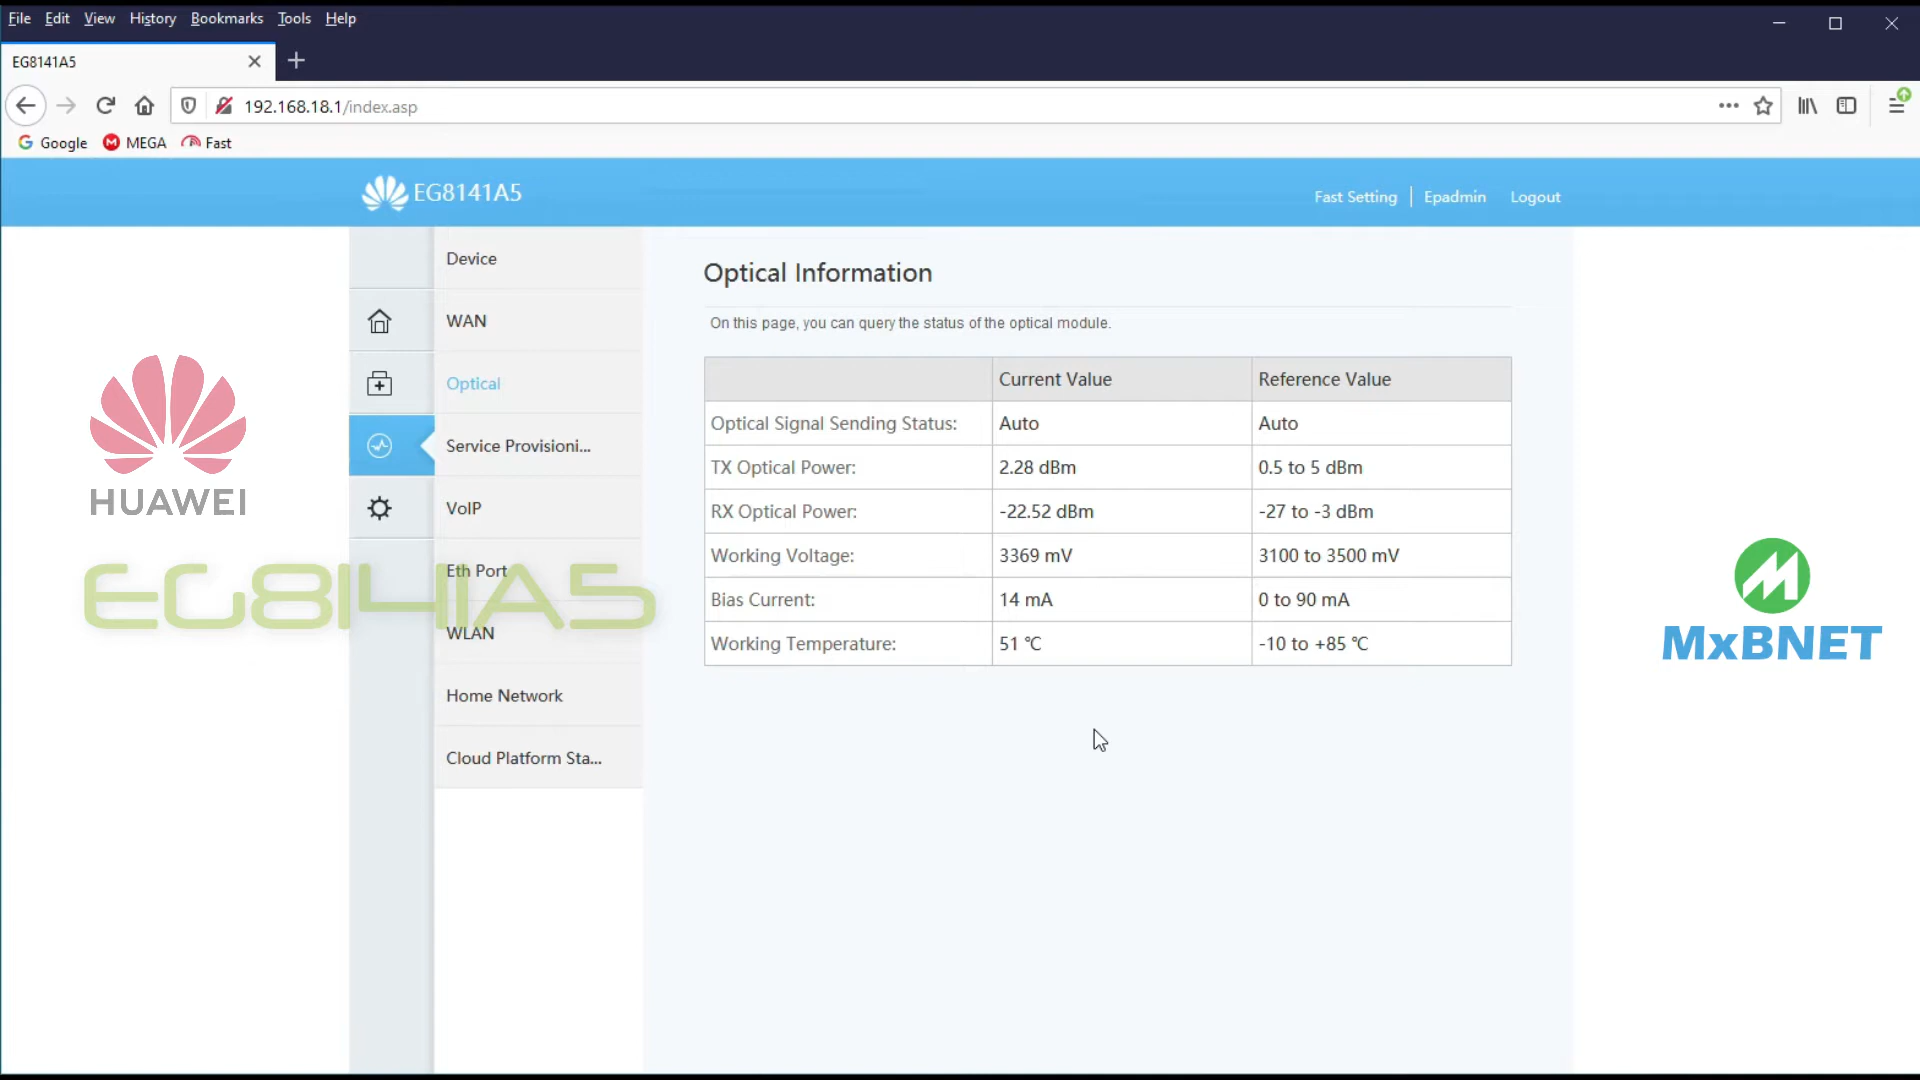 File Edit View History Bookmarks Tools Help
EG8141A5
192.168.18.1/index.asp
Google MEGA Fast
EG8141A5
Fast Setting Epadmin Logout
Device
WAN
Optical
Service Provisioni...
VoIP
Eth Port
WLAN
Home Network
Cloud Platform Sta...
Optical Information
On this page, you can query the status of the optical module.
Current Value Reference Value
Optical Signal Sending Status: Auto Auto
TX Optical Power: 2.28 dBm 0.5 to 5 dBm
RX Optical Power: -22.52 dBm -27 to -3 dBm
Working Voltage: 3369 mV 3100 to 3500 mV
Bias Current: 14 mA 0 to 90 mA
Working Temperature: 51 ℃ -10 to +85 ℃
HUAWEI
EG8141A5
MxBNET